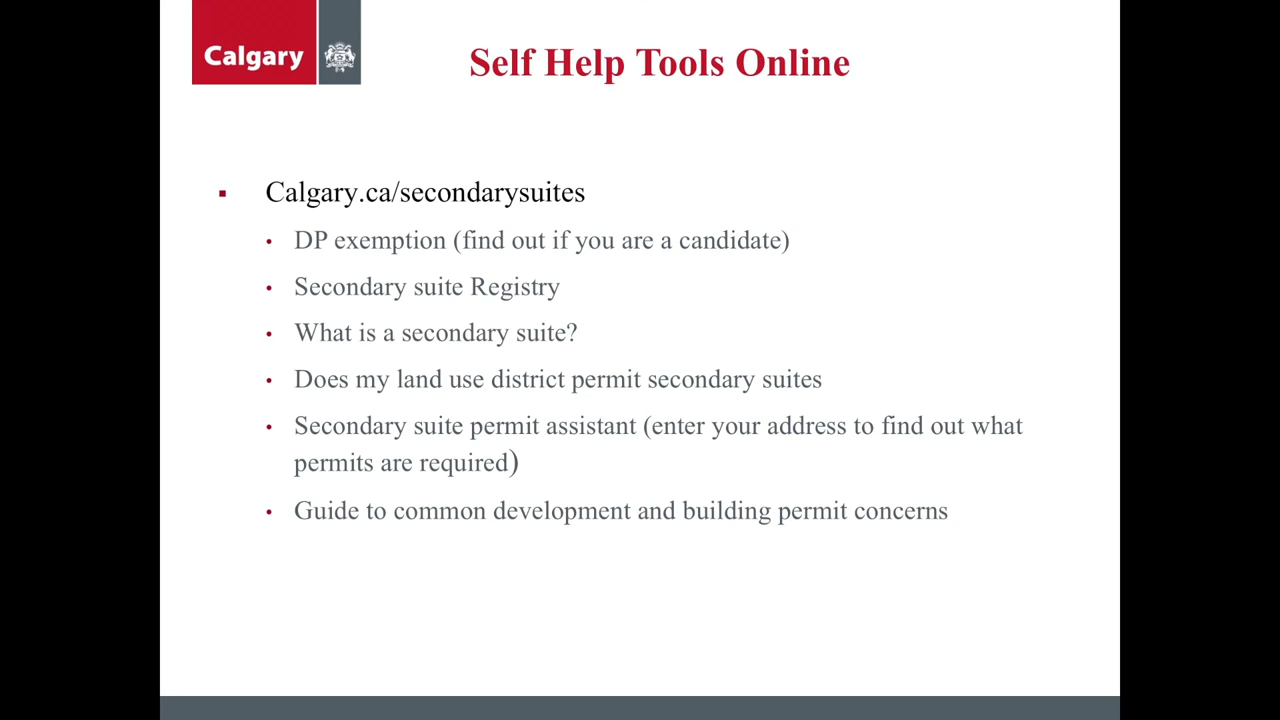 Calgary
Self Help Tools Online
▪ Calgary.ca/secondarysuites
• DP exemption (find out if you are a candidate)
• Secondary suite Registry
• What is a secondary suite?
• Does my land use district permit secondary suites
• Secondary suite permit assistant (enter your address to find out what
permits are required)
• Guide to common development and building permit concerns